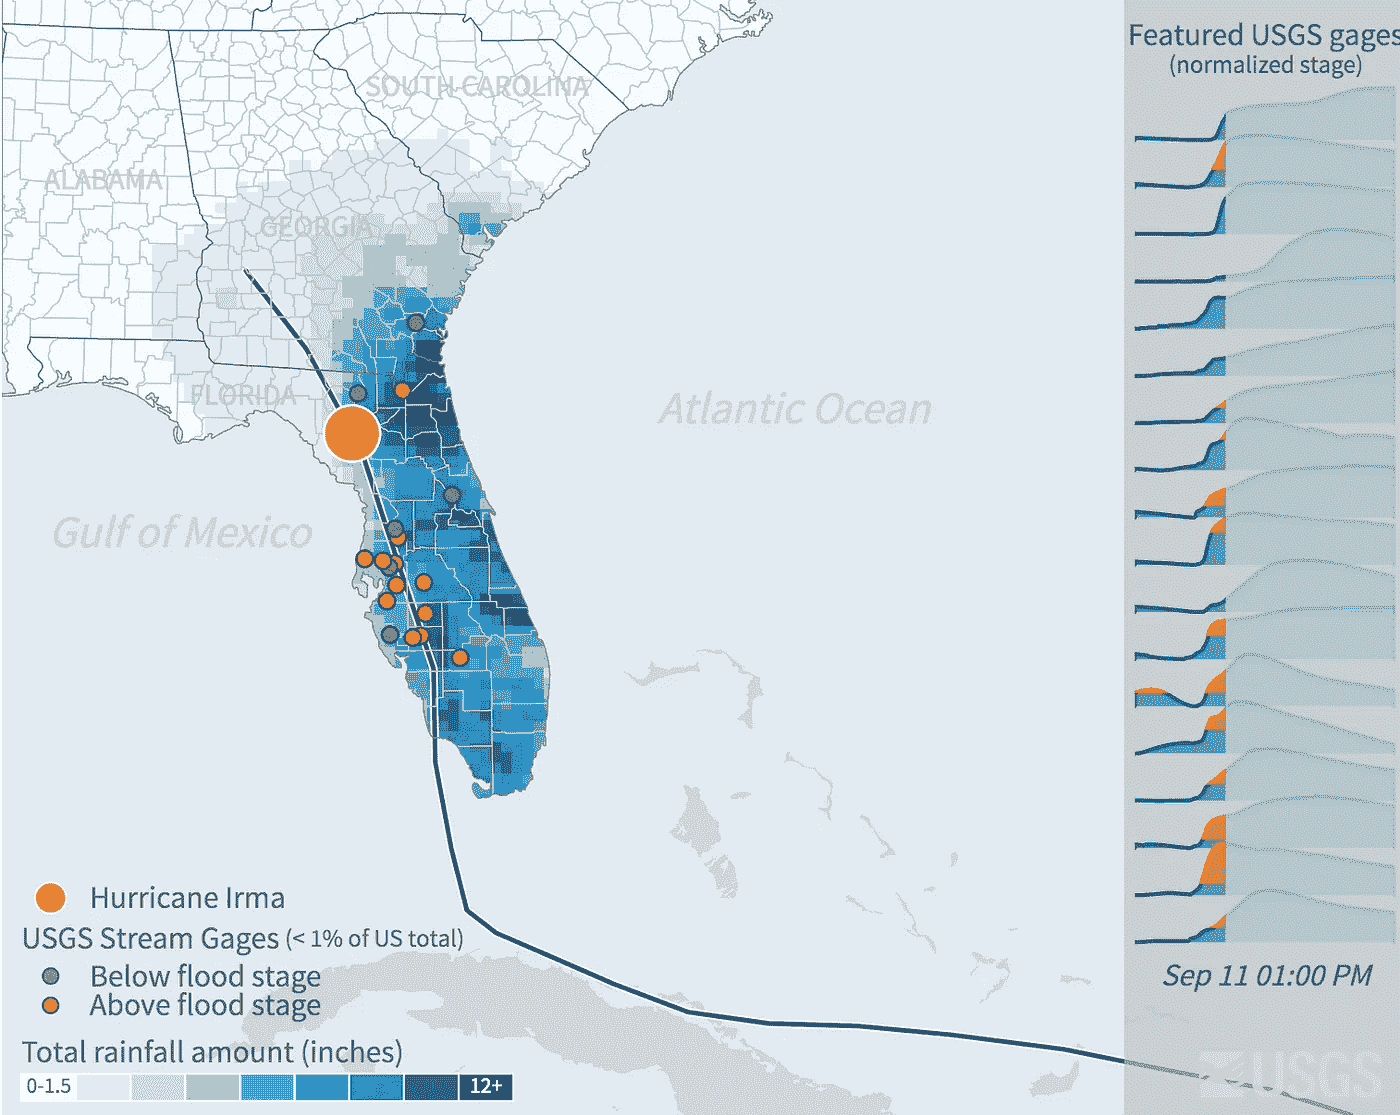 Featured USGS gages
(normalized stage)
SOUTH CAROLINA
ALABAMA
GEORGIA
FLORIDA
Atlantic Ocean
Gulf of Mexico
Hurricane Irma
USGS Stream Gages (< 1% of US total)
Below flood stage
Above flood stage
Total rainfall amount (inches)
0-1.5
12+
Sep 11 01:00 PM
USGS